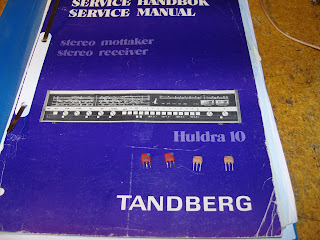 SERVICE HANDBOK
SERVICE MANUAL
stereo mottaker
stereo receiver
Huldra 10
TANDBERG